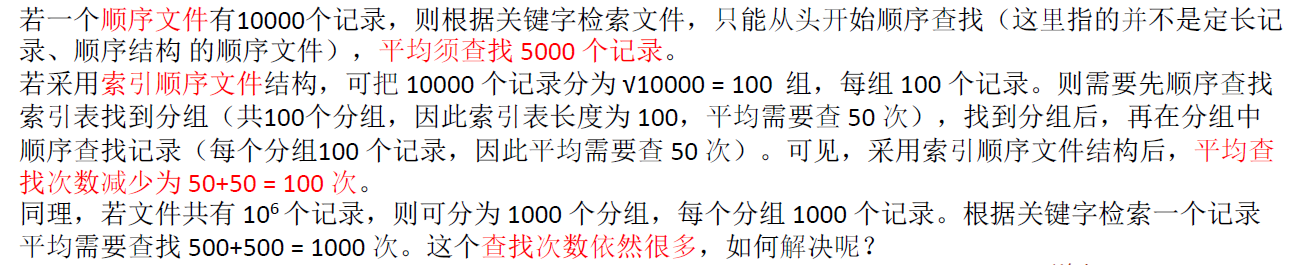 若一个顺序文件有10000个记录，则根据关键字检索文件，只能从头开始顺序查找（这里指的并不是定长记
录、顺序结构 的顺序文件），平均须查找 5000 个记录。
若采用索引顺序文件结构，可把 10000 个记录分为 √10000 = 100 组，每组 100 个记录。则需要先顺序查找
索引表找到分组（共100个分组，因此索引表长度为 100，平均需要查 50 次），找到分组后，再在分组中
顺序查找记录（每个分组100 个记录，因此平均需要查 50 次）。可见，采用索引顺序文件结构后，平均查
找次数减少为 50+50 = 100 次。
同理，若文件共有 10⁶ 个记录，则可分为 1000 个分组，每个分组 1000 个记录。根据关键字检索一个记录
平均需要查找 500+500 = 1000 次。这个查找次数依然很多，如何解决呢？